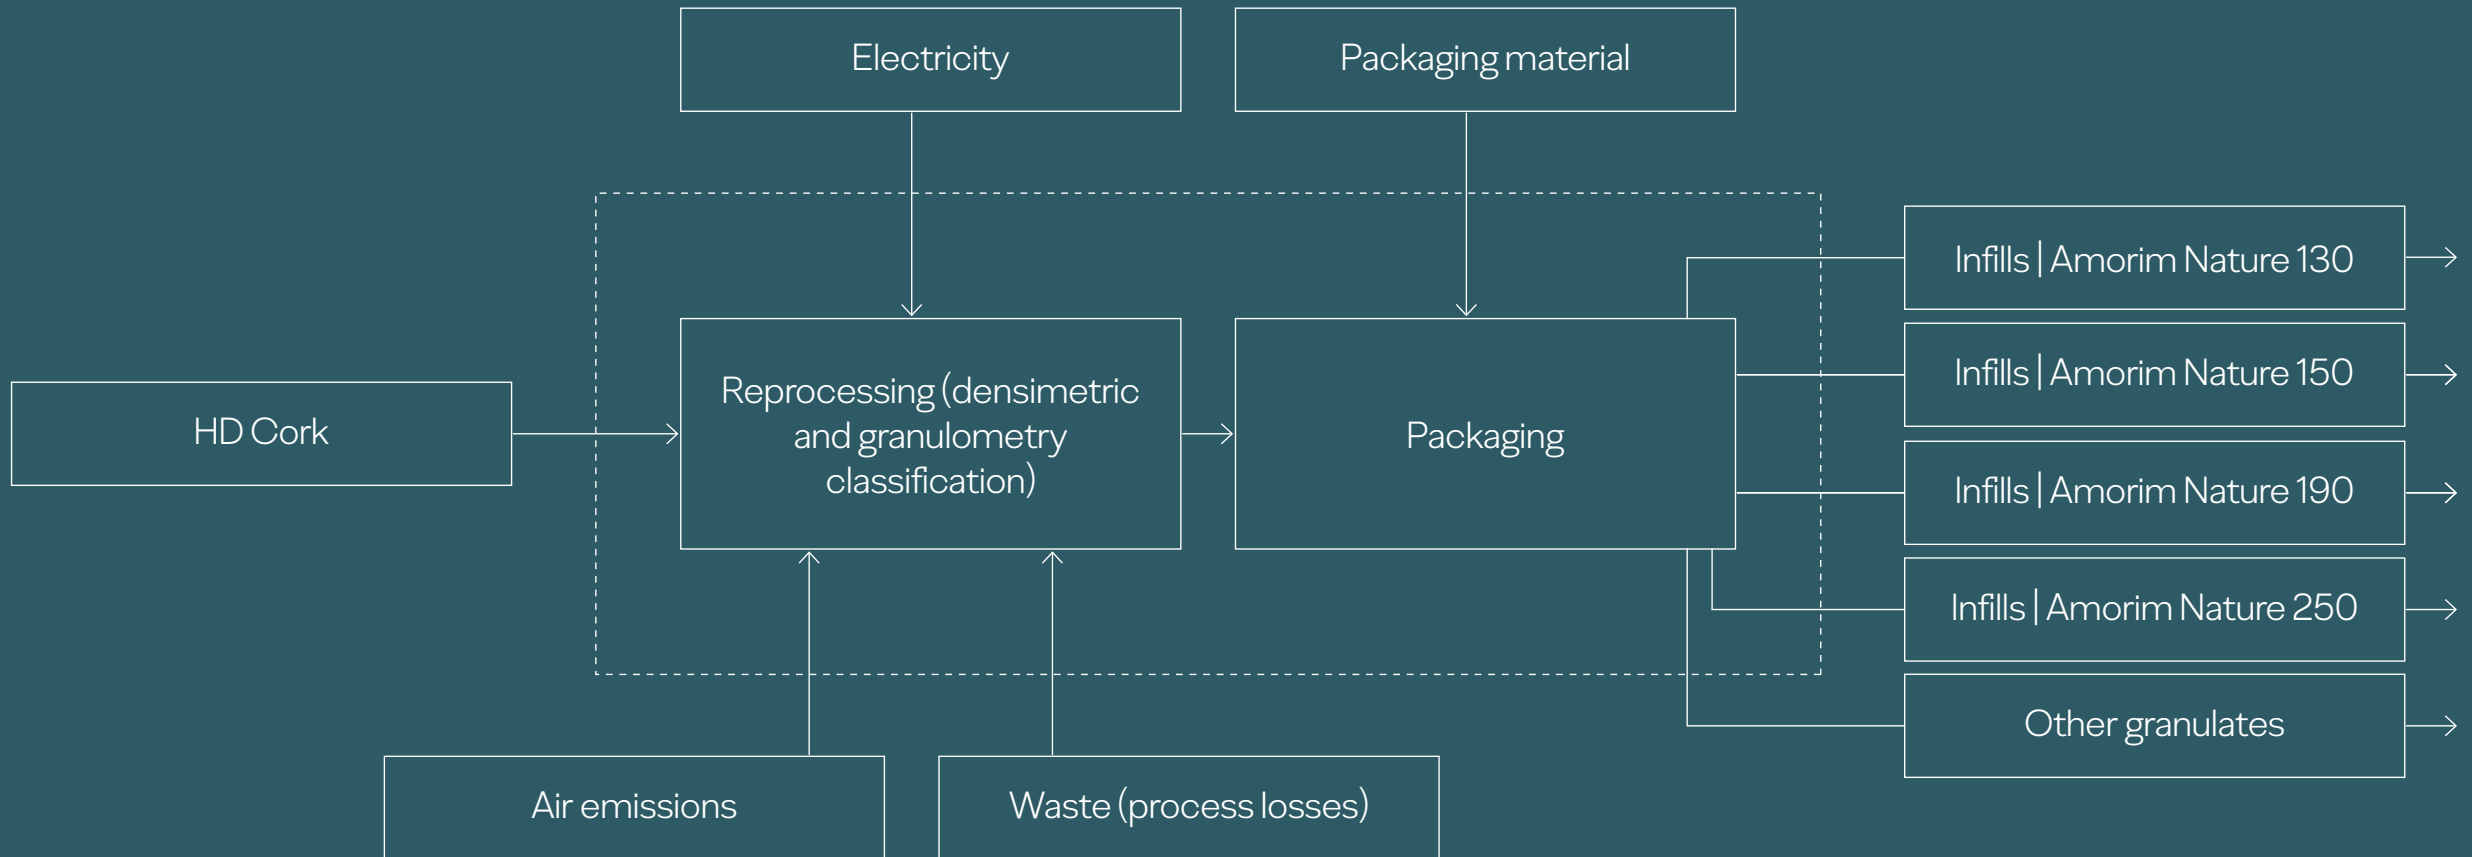 Electricity
Packaging material
HD Cork
Reprocessing (densimetric
and granulometry
classification)
Packaging
Infills | Amorim Nature 130
Infills | Amorim Nature 150
Infills | Amorim Nature 190
Infills | Amorim Nature 250
Other granulates
Air emissions
Waste (process losses)